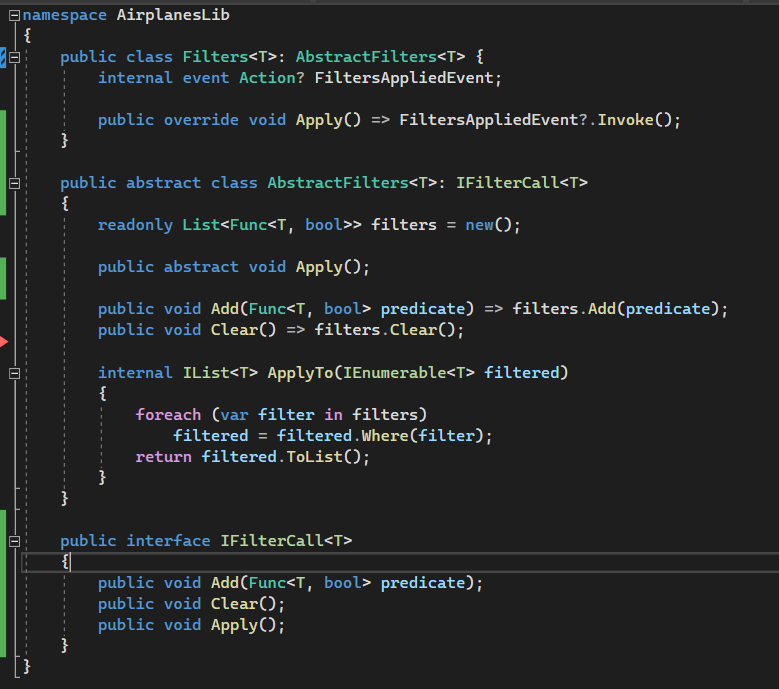 namespace AirplanesLib
{
    public class Filters<T>: AbstractFilters<T> {
        internal event Action? FiltersAppliedEvent;

        public override void Apply() => FiltersAppliedEvent?.Invoke();
    }

    public abstract class AbstractFilters<T>: IFilterCall<T>
    {
        readonly List<Func<T, bool>> filters = new();

        public abstract void Apply();

        public void Add(Func<T, bool> predicate) => filters.Add(predicate);
        public void Clear() => filters.Clear();

        internal IList<T> ApplyTo(IEnumerable<T> filtered)
        {
            foreach (var filter in filters)
                filtered = filtered.Where(filter);
            return filtered.ToList();
        }
    }

    public interface IFilterCall<T>
    {
        public void Add(Func<T, bool> predicate);
        public void Clear();
        public void Apply();
    }
}